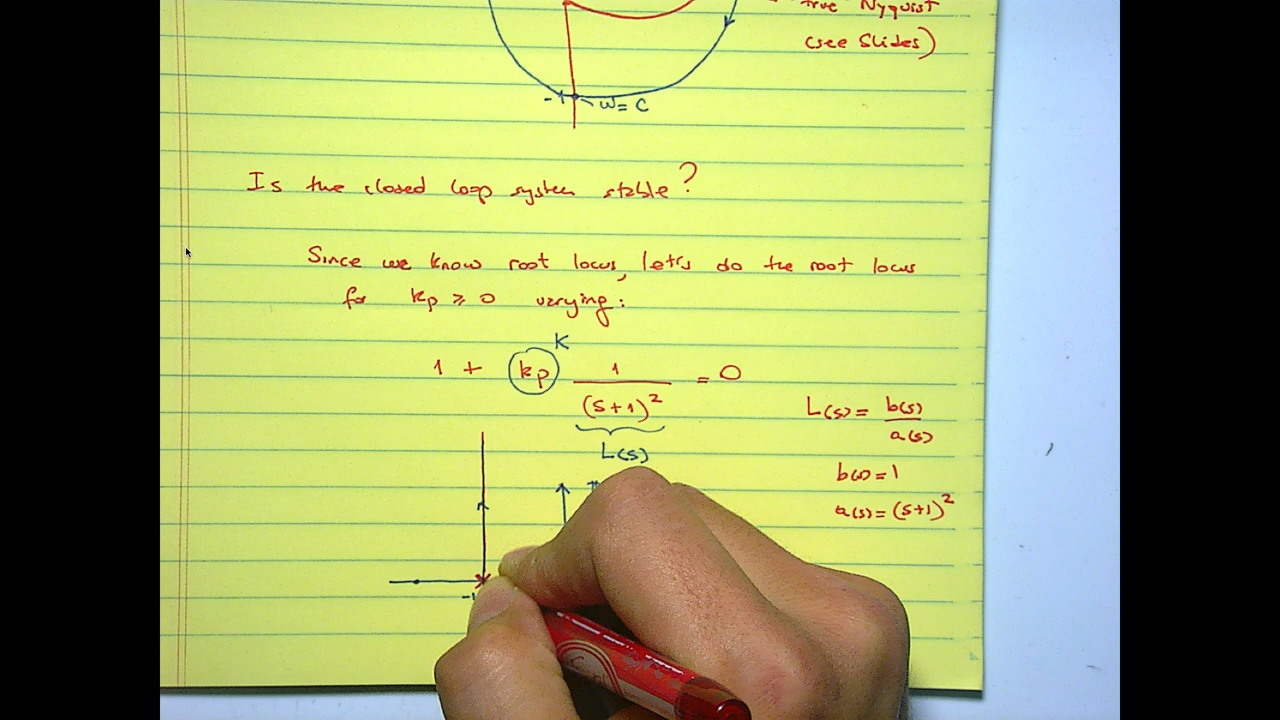 true Nyquist
(see Slides)
-1 ω = C
Is the closed loop system stable?
Since we know root locus, let's do the root locus
for kp ≥ 0 varying:
K
1 + kp 1/(s+1)² = 0
L(s)
L(s) = b(s)/a(s)
b(s) = 1
a(s) = (s+1)²
-1